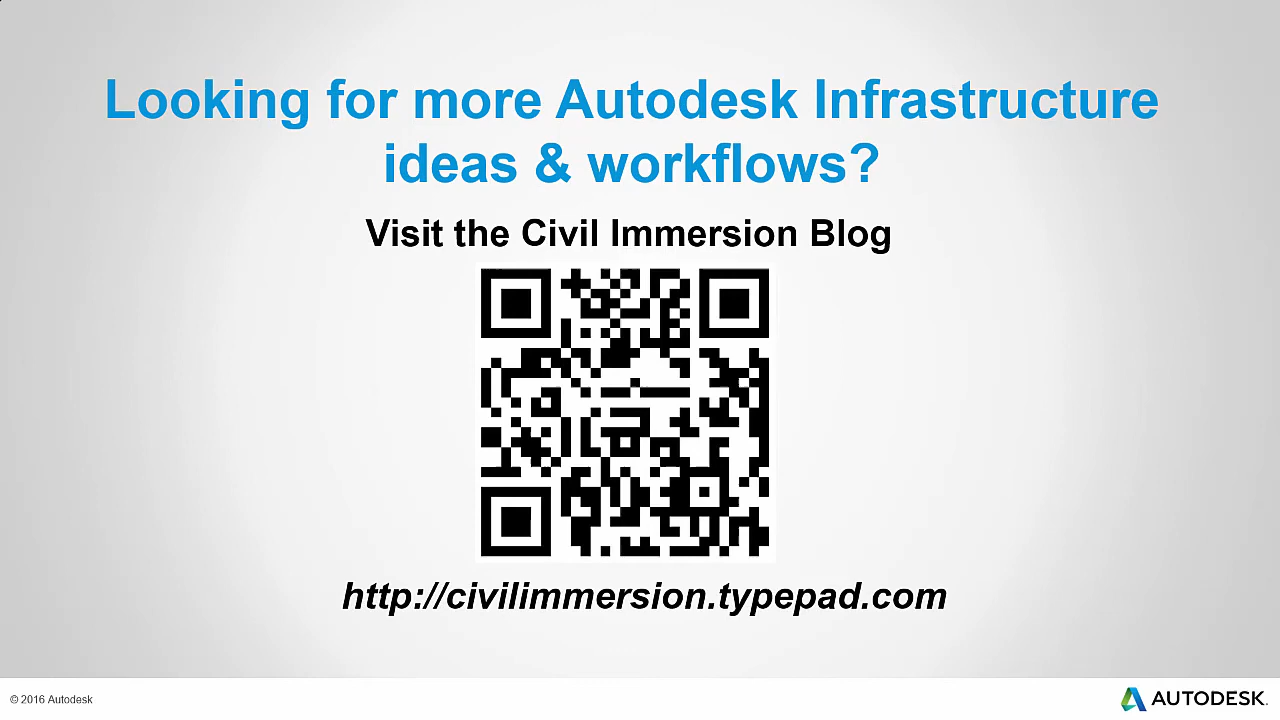 Looking for more Autodesk Infrastructure
ideas & workflows?
Visit the Civil Immersion Blog
http://civilimmersion.typepad.com
© 2016 Autodesk
AUTODESK.